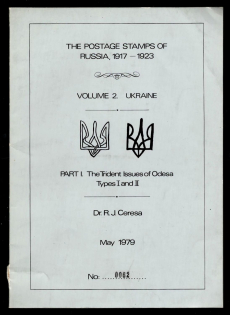 THE POSTAGE STAMPS OF
RUSSIA, 1917 — 1923
VOLUME 2. UKRAINE
PART I. The Trident Issues of Odesa
Types I and II
Dr. R. J. Ceresa
May 1979
No: 0063